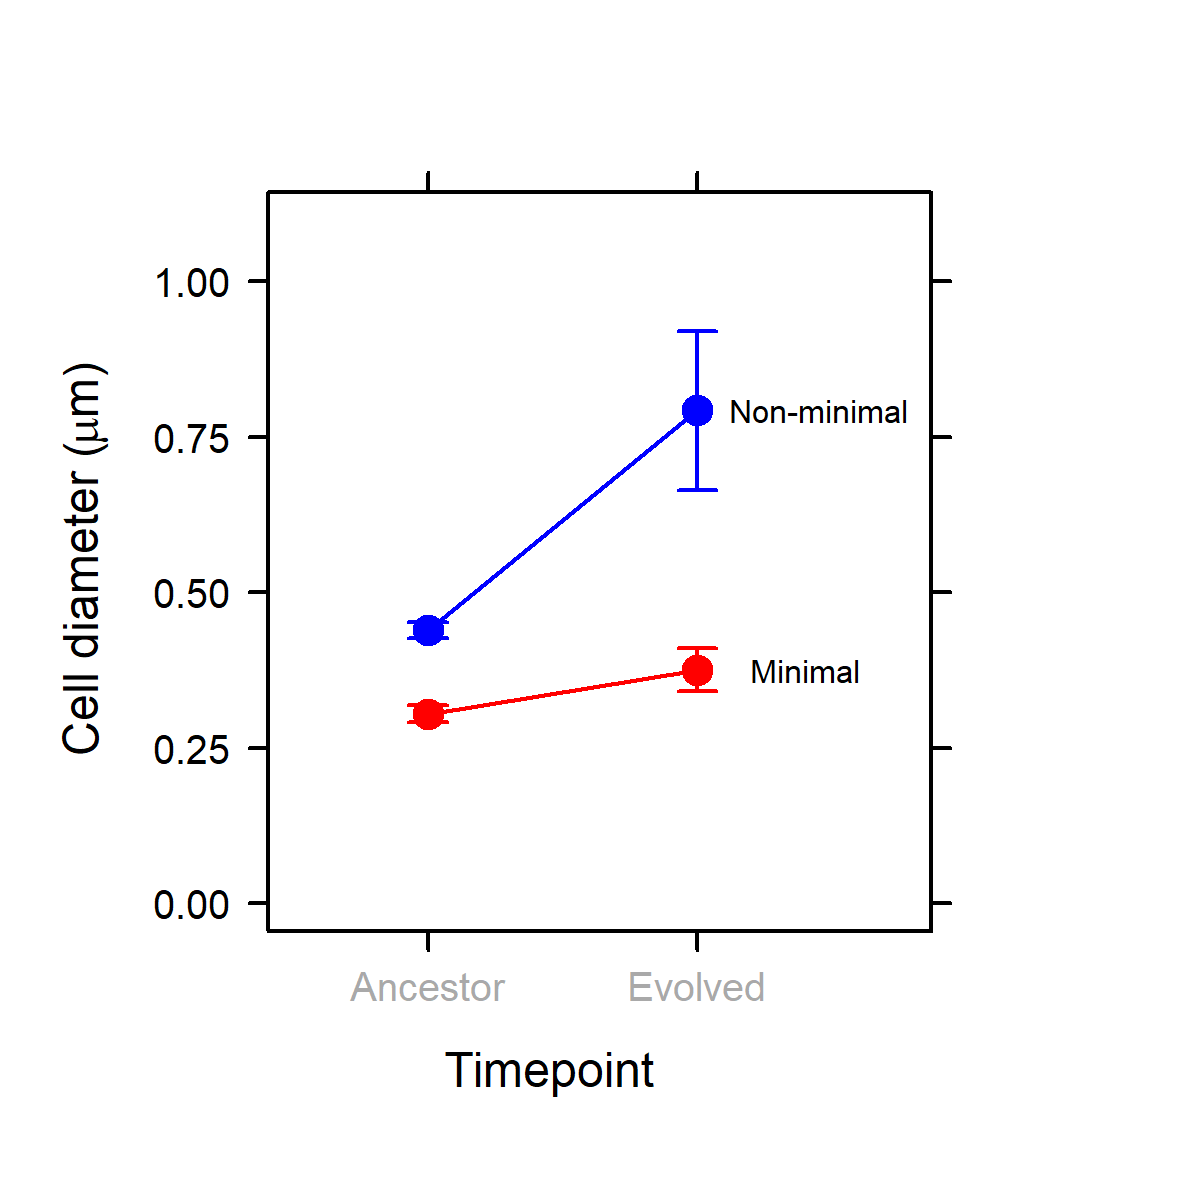 1.00
0.75
0.50
0.25
0.00
Cell diameter (μm)
Non-minimal
Minimal
Ancestor
Evolved
Timepoint